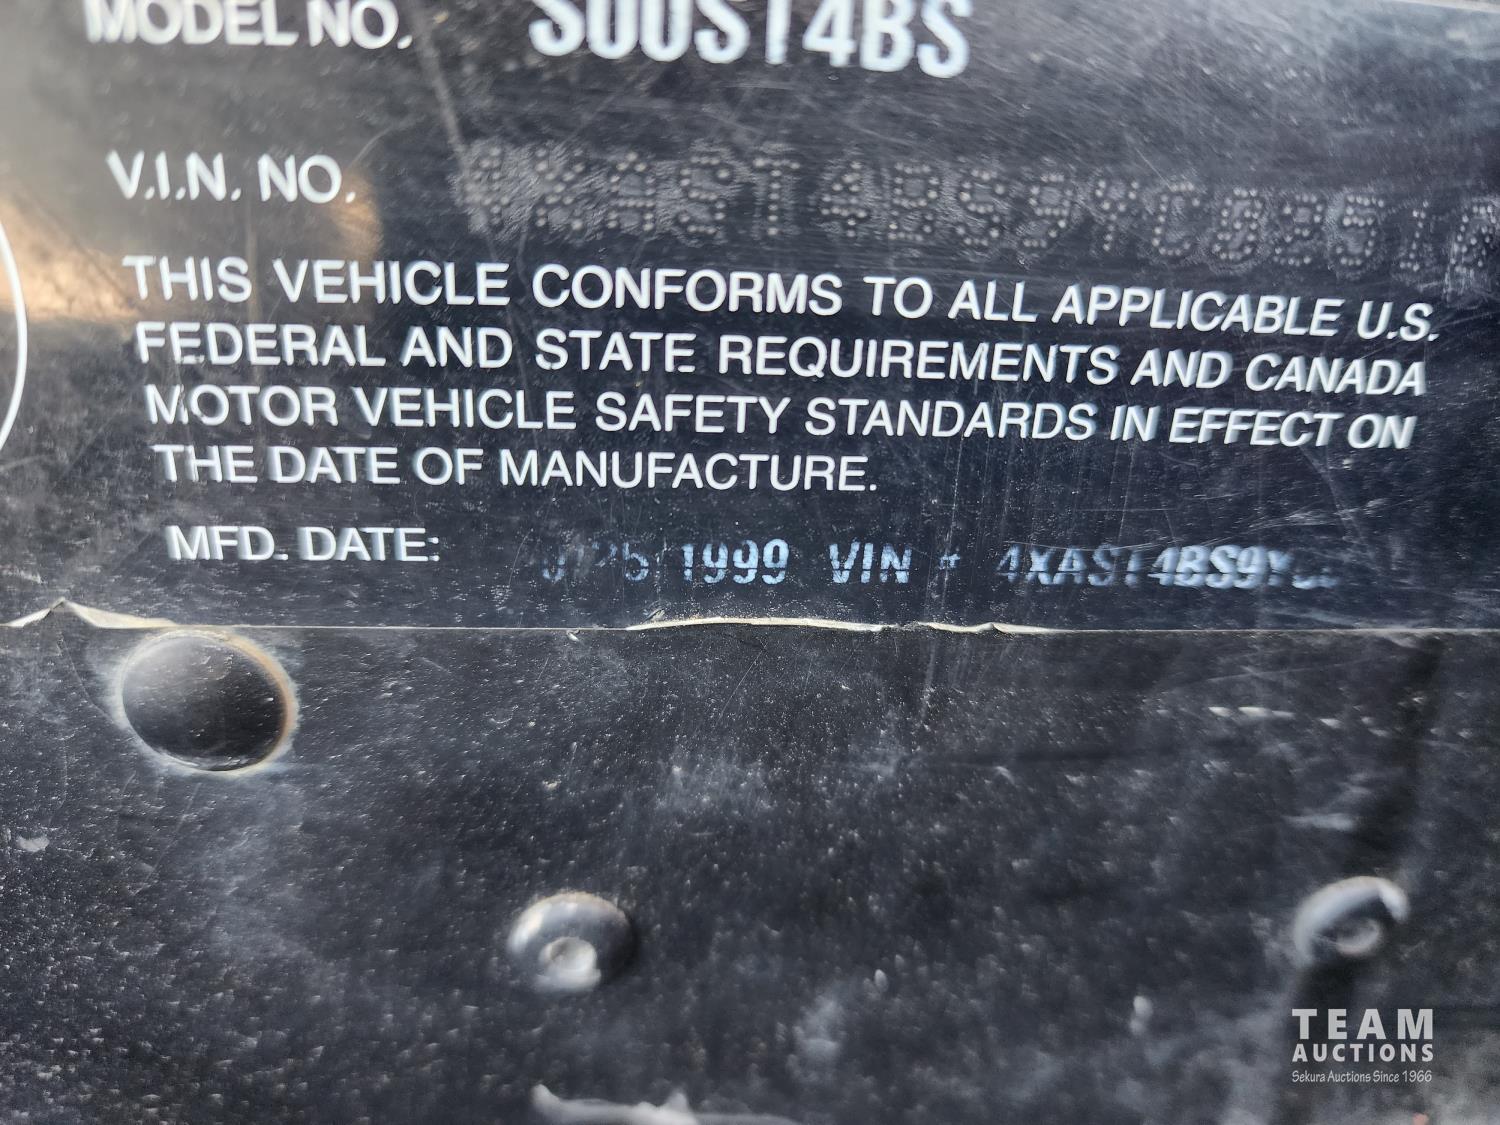 MODEL NO. S00ST4BS
V.I.N. NO.
THIS VEHICLE CONFORMS TO ALL APPLICABLE U.S.
FEDERAL AND STATE REQUIREMENTS AND CANADA
MOTOR VEHICLE SAFETY STANDARDS IN EFFECT ON
THE DATE OF MANUFACTURE.
MFD. DATE: 1999 VIN # 4XAST4BS9Y
TEAM
AUCTIONS
Sekura Auctions Since 1966